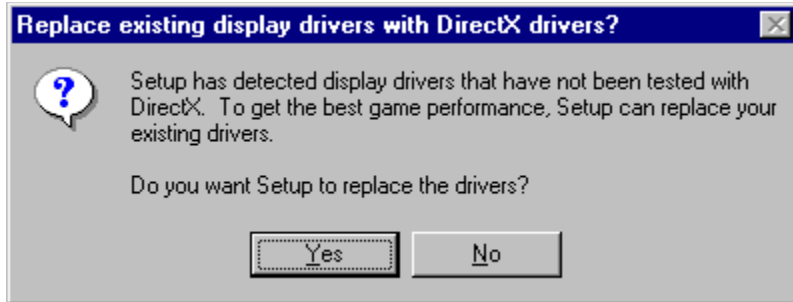 Replace existing display drivers with DirectX drivers?
Setup has detected display drivers that have not been tested with
DirectX.  To get the best game performance, Setup can replace your
existing drivers.
Do you want Setup to replace the drivers?
Yes
No